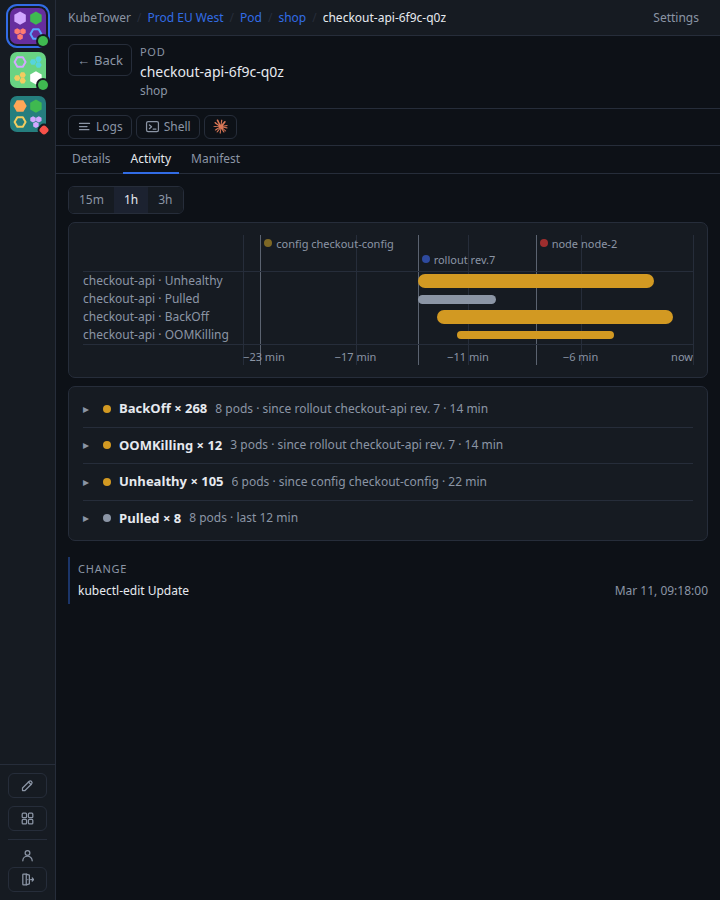 KubeTower / Prod EU West / Pod / shop / checkout-api-6f9c-q0z
Settings
← Back
POD
checkout-api-6f9c-q0z
shop
Logs
Shell
Details
Activity
Manifest
15m
1h
3h
config checkout-config
node node-2
rollout rev.7
checkout-api · Unhealthy
checkout-api · Pulled
checkout-api · BackOff
checkout-api · OOMKilling
−23 min
−17 min
−11 min
−6 min
now
▸ BackOff × 268 8 pods · since rollout checkout-api rev. 7 · 14 min
▸ OOMKilling × 12 3 pods · since rollout checkout-api rev. 7 · 14 min
▸ Unhealthy × 105 6 pods · since config checkout-config · 22 min
▸ Pulled × 8 8 pods · last 12 min
CHANGE
kubectl-edit Update
Mar 11, 09:18:00